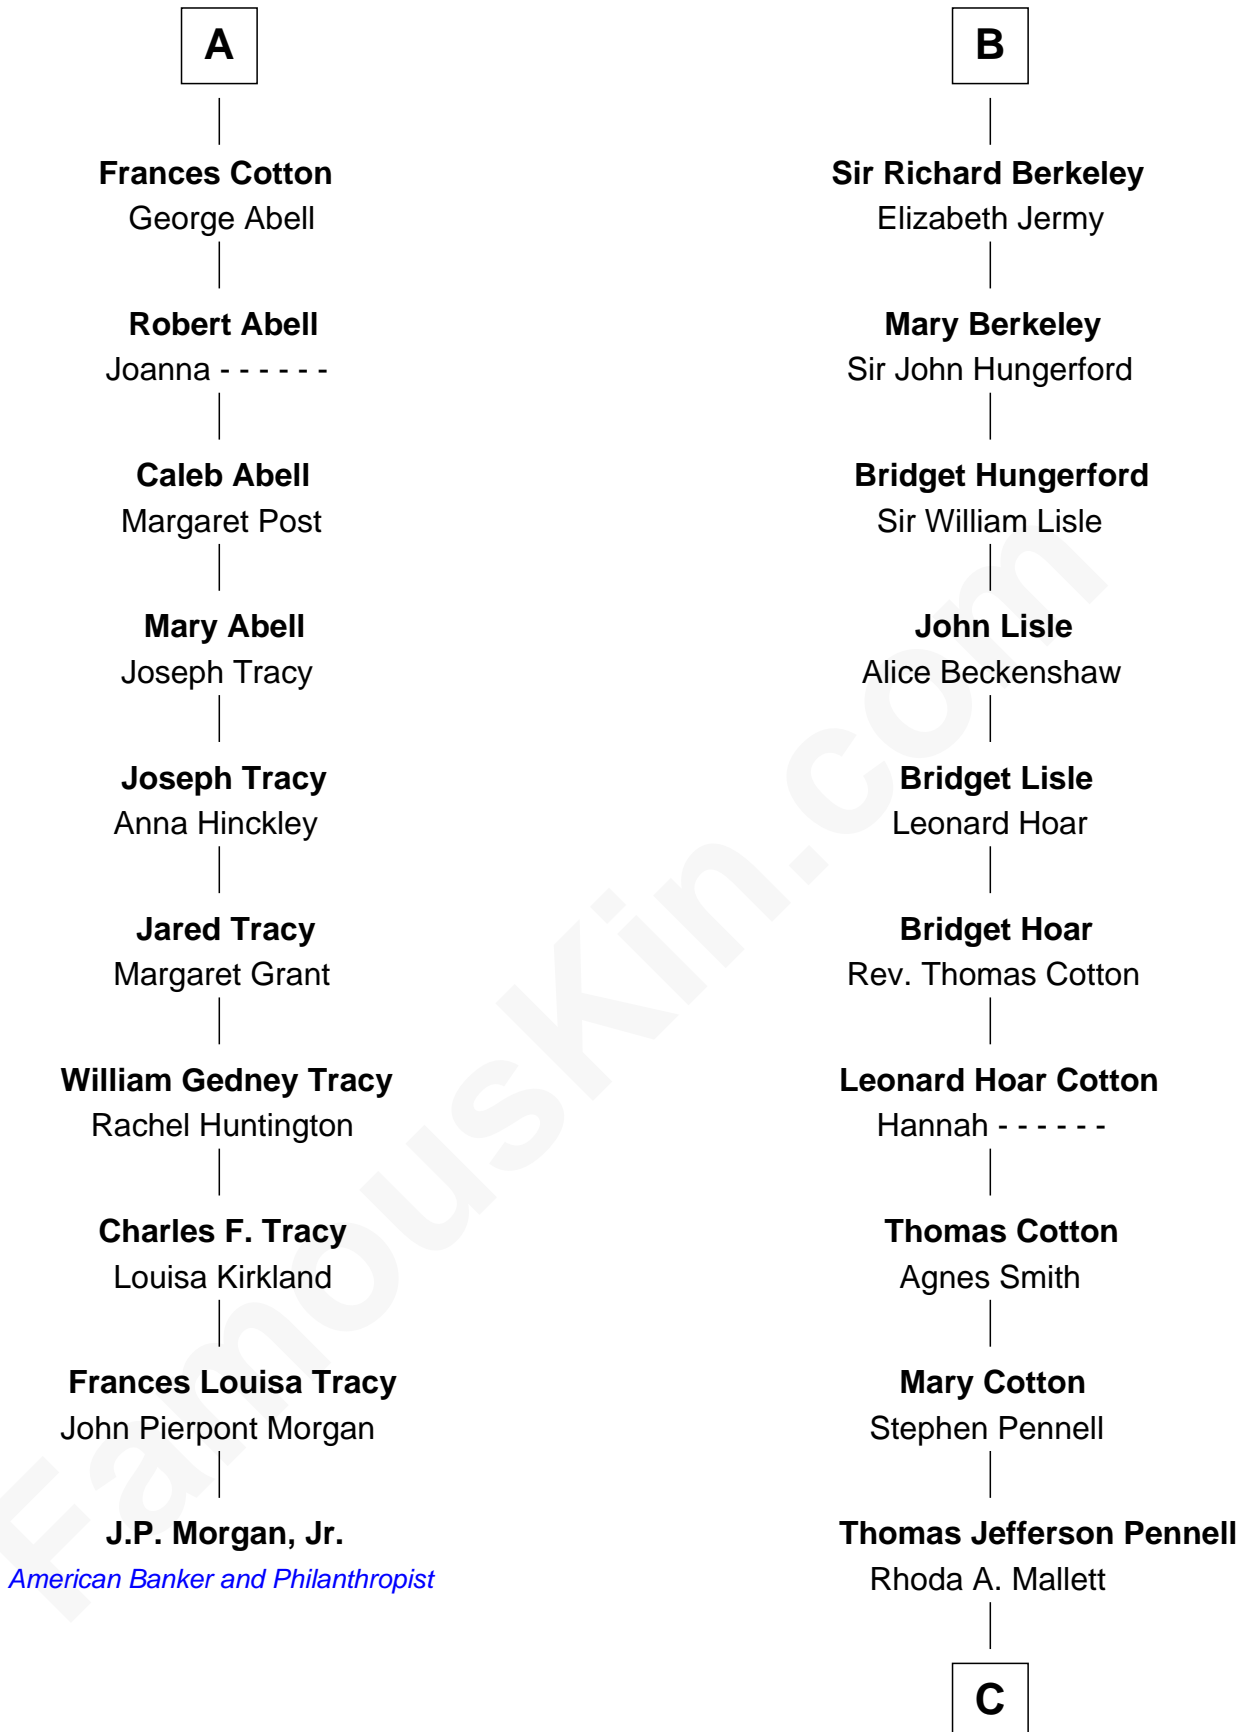 A
Frances Cotton
George Abell
Robert Abell
Joanna - - - - - -
Caleb Abell
Margaret Post
Mary Abell
Joseph Tracy
Joseph Tracy
Anna Hinckley
Jared Tracy
Margaret Grant
William Gedney Tracy
Rachel Huntington
Charles F. Tracy
Louisa Kirkland
Frances Louisa Tracy
John Pierpont Morgan
J.P. Morgan, Jr.
American Banker and Philanthropist
B
Sir Richard Berkeley
Elizabeth Jermy
Mary Berkeley
Sir John Hungerford
Bridget Hungerford
Sir William Lisle
John Lisle
Alice Beckenshaw
Bridget Lisle
Leonard Hoar
Bridget Hoar
Rev. Thomas Cotton
Leonard Hoar Cotton
Hannah - - - - - -
Thomas Cotton
Agnes Smith
Mary Cotton
Stephen Pennell
Thomas Jefferson Pennell
Rhoda A. Mallett
C
FamousKin.com